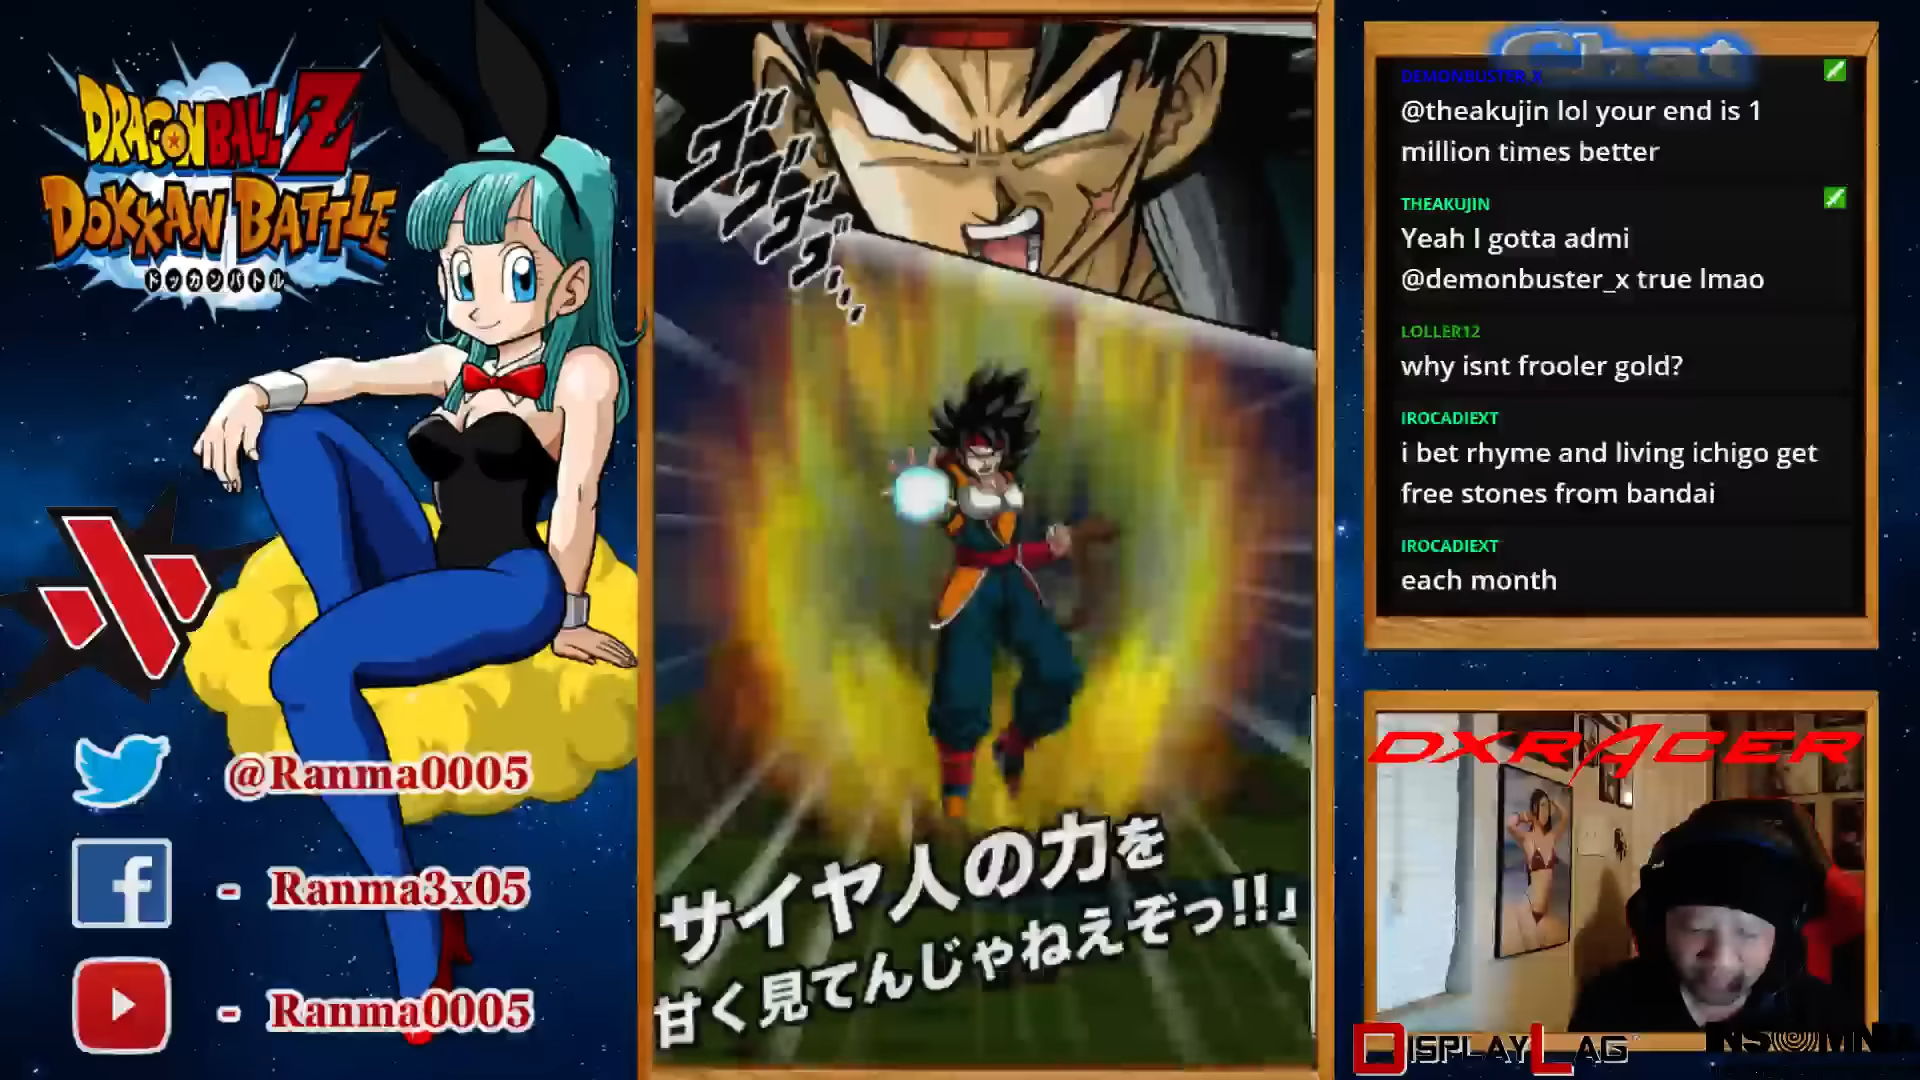 DRAGON BALL Z
DOKKAN BATTLE
ドッカンバトル
@Ranma0005
- Ranma3x05
- Ranma0005
ゴゴゴゴ...
サイヤ人の力を
甘く見てんじゃねえぞっ!!」
Chat
DEMONBUSTER_X
@theakujin lol your end is 1
million times better
THEAKUJIN
Yeah I gotta admi
@demonbuster_x true lmao
LOLLER12
why isnt frooler gold?
IROCADIEXT
i bet rhyme and living ichigo get
free stones from bandai
IROCADIEXT
each month
DXRACER
DISPLAYLAG
INSOMNIA